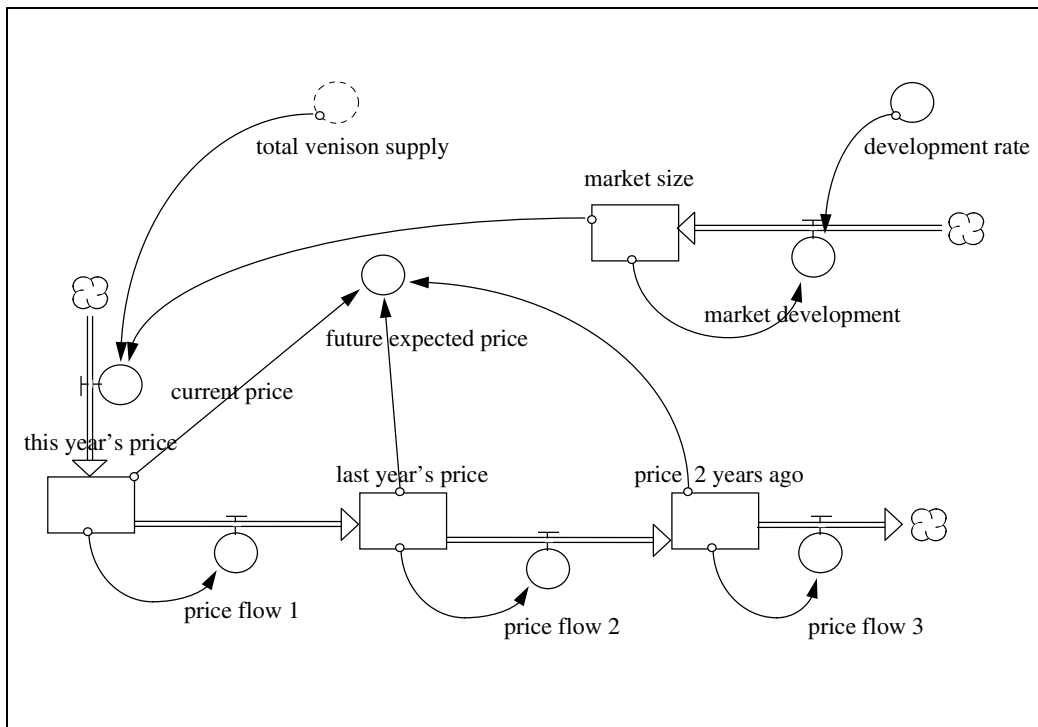 total venison supply
development rate
market size
market development
future expected price
current price
this year's price
last year's price
price 2 years ago
price flow 1
price flow 2
price flow 3